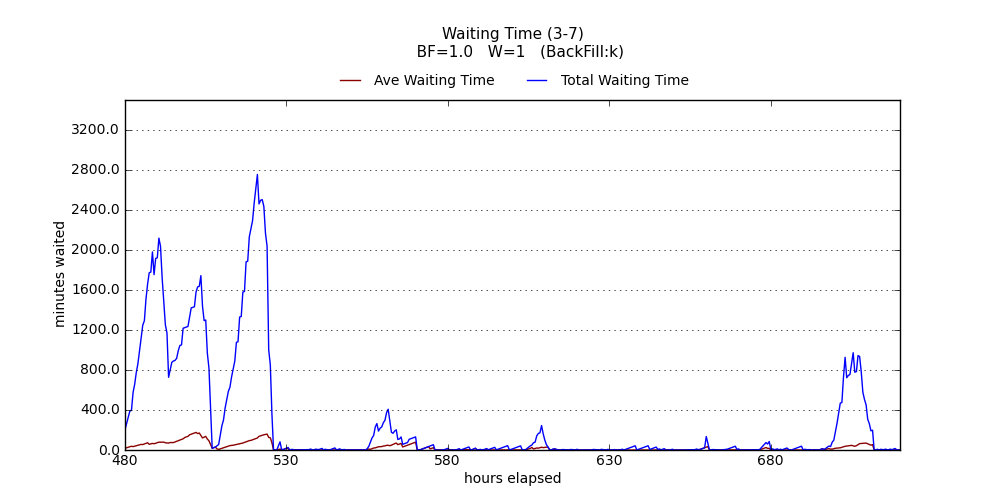 Waiting Time (3-7)
BF=1.0 W=1 (BackFill:k)
Ave Waiting Time Total Waiting Time
3200.0
2800.0
2400.0
2000.0
1600.0
1200.0
800.0
400.0
0.0
minutes waited
480 530 580 630 680
hours elapsed